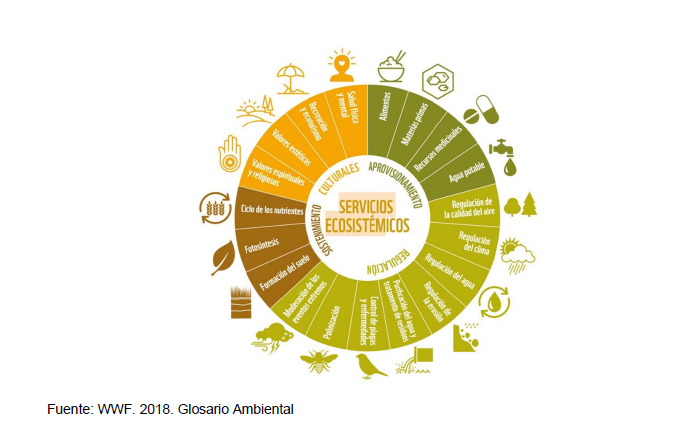 SERVICIOS
ECOSISTÉMICOS
CULTURALES
Valores espirituales
y religiosos
Valores estéticos
Recreación
y ecoturismo
Salud física
y mental
APROVISIONAMIENTO
Alimentos
Materias primas
Recursos medicinales
Agua potable
REGULACIÓN
Regulación de
la calidad del aire
Regulación
del clima
Regulación del agua
Regulación de
la erosión
Purificación del agua y
tratamiento de residuos
Control de plagas
y enfermedades
Polinización
Moderación de los
eventos extremos
SOSTENIMIENTO
Formación del suelo
Fotosíntesis
Ciclo de los nutrientes
Fuente: WWF. 2018. Glosario Ambiental